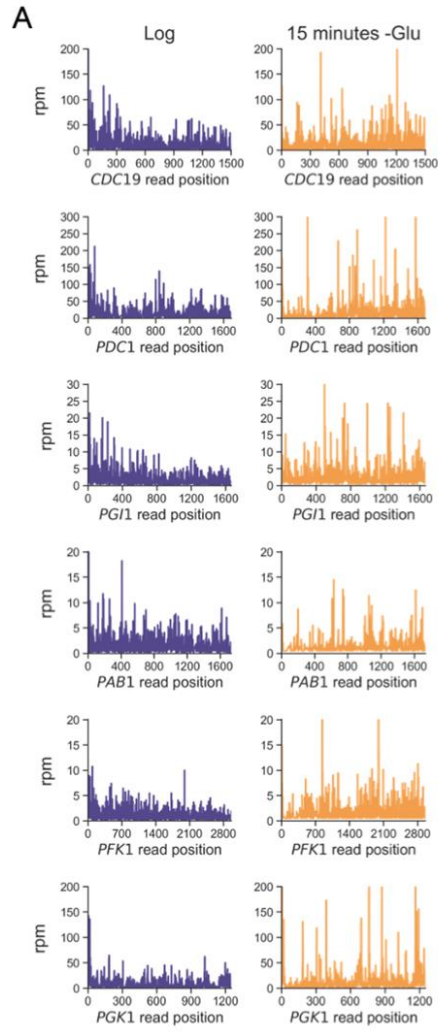 A
Log 15 minutes -Glu
200
150
100
50
0
rpm
0 300 600 900 1200 1500
CDC19 read position
0 300 600 900 1200 1500
CDC19 read position
200
150
100
50
0
300
250
200
150
100
50
0
rpm
0 400 800 1200 1600
PDC1 read position
300
250
200
150
100
50
0
0 400 800 1200 1600
PDC1 read position
30
25
20
15
10
5
0
rpm
0 400 800 1200 1600
PGI1 read position
30
25
20
15
10
5
0
0 400 800 1200 1600
PGI1 read position
20
15
10
5
0
rpm
0 400 800 1200 1600
PAB1 read position
20
15
10
5
0
0 400 800 1200 1600
PAB1 read position
20
15
10
5
0
rpm
0 700 1400 2100 2800
PFK1 read position
20
15
10
5
0
0 700 1400 2100 2800
PFK1 read position
200
150
100
50
0
rpm
0 300 600 900 1200
PGK1 read position
200
150
100
50
0
0 300 600 900 1200
PGK1 read position